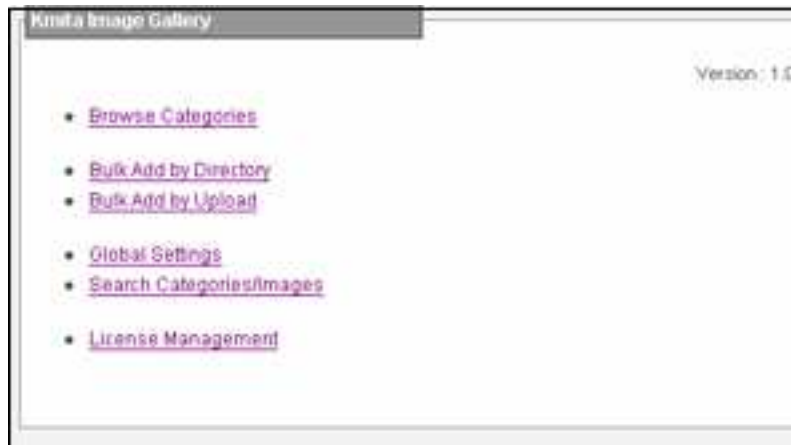 Kmita Image Gallery
Version : 1.0
Browse Categories
Bulk Add by Directory
Bulk Add by Upload
Global Settings
Search Categories/Images
License Management